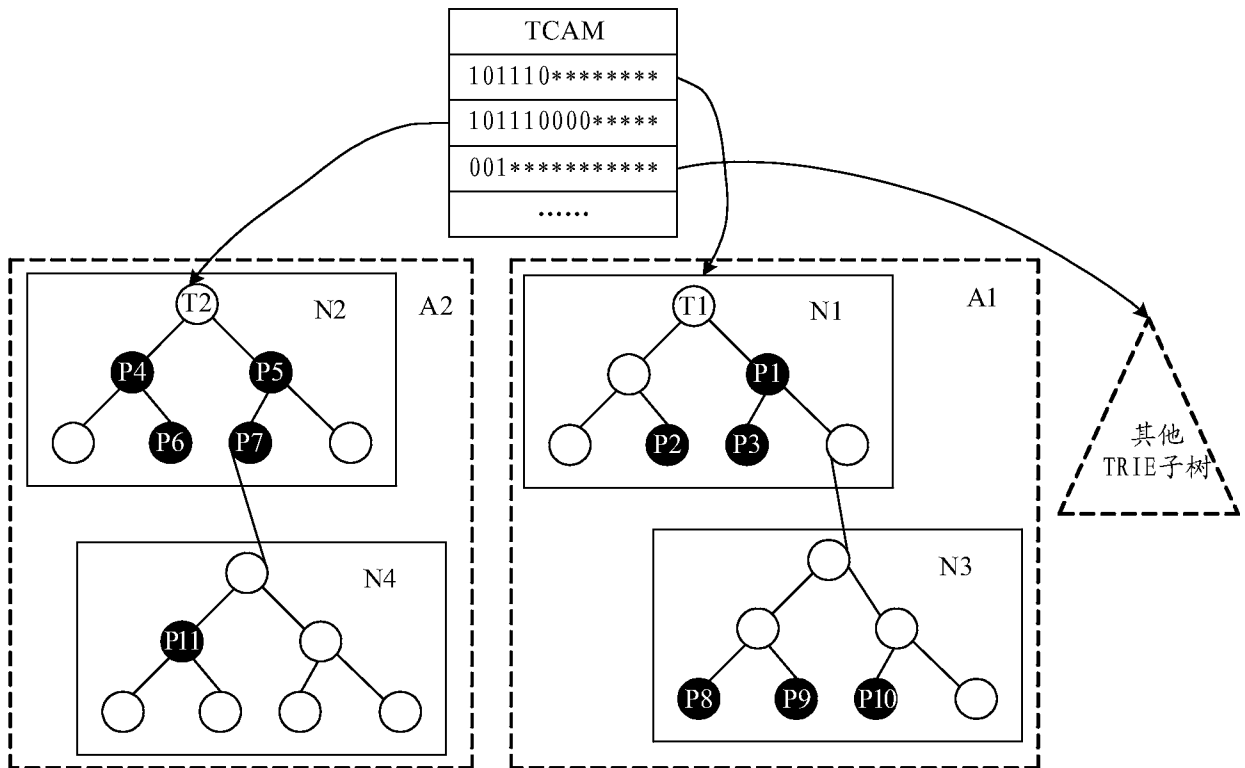 TCAM
101110********
101110000*****
001***********
……
T2
N2
A2
P4
P5
P6
P7
N4
P11
T1
N1
A1
P1
P2
P3
N3
P8
P9
P10
其他
TRIE子树